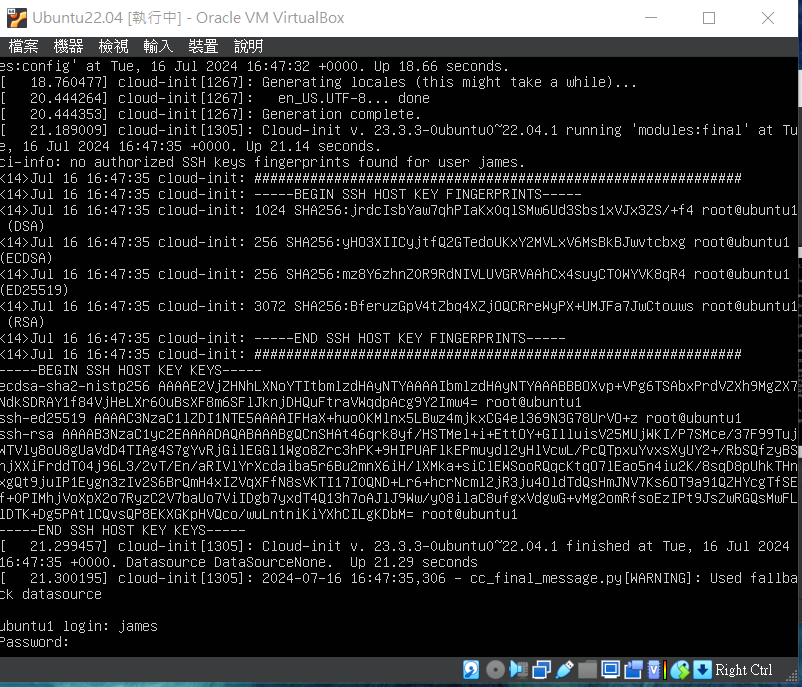 Ubuntu22.04 [執行中] - Oracle VM VirtualBox
檔案 機器 檢視 輸入 裝置 說明
es:config' at Tue, 16 Jul 2024 16:47:32 +0000. Up 18.66 seconds.
[   18.760477] cloud-init[1267]: Generating locales (this might take a while)...
[   20.444264] cloud-init[1267]:   en_US.UTF-8... done
[   20.444353] cloud-init[1267]: Generation complete.
[   21.189009] cloud-init[1305]: Cloud-init v. 23.3.3-0ubuntu0~22.04.1 running 'modules:final' at Tu
e, 16 Jul 2024 16:47:35 +0000. Up 21.14 seconds.
ci-info: no authorized SSH keys fingerprints found for user james.
<14>Jul 16 16:47:35 cloud-init: #############################################################
<14>Jul 16 16:47:35 cloud-init: -----BEGIN SSH HOST KEY FINGERPRINTS-----
<14>Jul 16 16:47:35 cloud-init: 1024 SHA256:jrdcIsbYaw7qhPIaKxOqlSMw6Ud3Sbs1xVJx3ZS/+f4 root@ubuntu1
(DSA)
<14>Jul 16 16:47:35 cloud-init: 256 SHA256:yHO3XIICyjtfQ2GTedoUKxY2MVLxV6MsBkBJwvtcbxg root@ubuntu1
(ECDSA)
<14>Jul 16 16:47:35 cloud-init: 256 SHA256:mz8Y6zhnZ0R9RdNIVLUVGRVAAhCx4suyCT0WYVK8qR4 root@ubuntu1
(ED25519)
<14>Jul 16 16:47:35 cloud-init: 3072 SHA256:BferuzGpV4tZbq4XZjOQCRreWyPX+UMJFa7JwCtouws root@ubuntu1
(RSA)
<14>Jul 16 16:47:35 cloud-init: -----END SSH HOST KEY FINGERPRINTS-----
<14>Jul 16 16:47:35 cloud-init: #############################################################
-----BEGIN SSH HOST KEY KEYS-----
ecdsa-sha2-nistp256 AAAAE2VjZHNhLXNoYTItbmlzdHAyNTYAAAAIbmlzdHAyNTYAAABBBOXvp+VPg6TSAbxPrdVZXh9MgZX7
NdkSDRAY1f84VjHeLXr6OuBsXF8m6SFlJknjDHQuFtraVWqdpAcg9Y2Imw4= root@ubuntu1
ssh-ed25519 AAAAC3NzaC1lZDI1NTE5AAAAIFHaX+huo0KMlnx5LBwz4mjkxCG4el369N3G78UrVO+z root@ubuntu1
ssh-rsa AAAAB3NzaC1yc2EAAAADAQABAAABgQCnSHAt46qrk8yf/HSTMel+i+EttOY+GIlluisV25MUjWKI/P7SMce/37F99Tuj
WTVly8oU8gUaVdD4TIAg4S7gYvRjGilEGGl1Wgo8Zrc3hPK+9HIPUAFlkEPmuydl2yHlVcwL/PcQTpxuYvxsXyUY2+/RbSQfzyBS
njXXiFrddT04j96L3/2vT/En/aRIVlYrXcdaiba5r6Bu2mnX6iH/lXMka+siClEWSooRQqcKtqO7lEao5n4iu2K/8sqD8pUhkTHn
xgQt9juIP1Eygn3zIv2S6BrQmH4xIZVqXFfN8sVKTI17I0QND+Lr6+hcrNcml2jR3ju4OldTdQsHmJNV7Ks6OT9a91QZHYcgTfSE
f+OPIMhjVoXpX2o7RyzC2V7baUo7ViIDgb7yxdT4Q13h7oAJlJ9Ww/y08ilaC8ufgxVdgwG+vMg2omRfsoEzIPt9JsZwRGQsMwFL
lDTK+Dg5PAtlCQvsQP8EKXGKpHVQco/wuLntniKiYXhCILgKDbM= root@ubuntu1
-----END SSH HOST KEY KEYS-----
[   21.299457] cloud-init[1305]: Cloud-init v. 23.3.3-0ubuntu0~22.04.1 finished at Tue, 16 Jul 2024
16:47:35 +0000. Datasource DataSourceNone.  Up 21.29 seconds
[   21.300195] cloud-init[1305]: 2024-07-16 16:47:35,306 - cc_final_message.py[WARNING]: Used fallba
ck datasource
ubuntu1 login: james
Password:
Right Ctrl